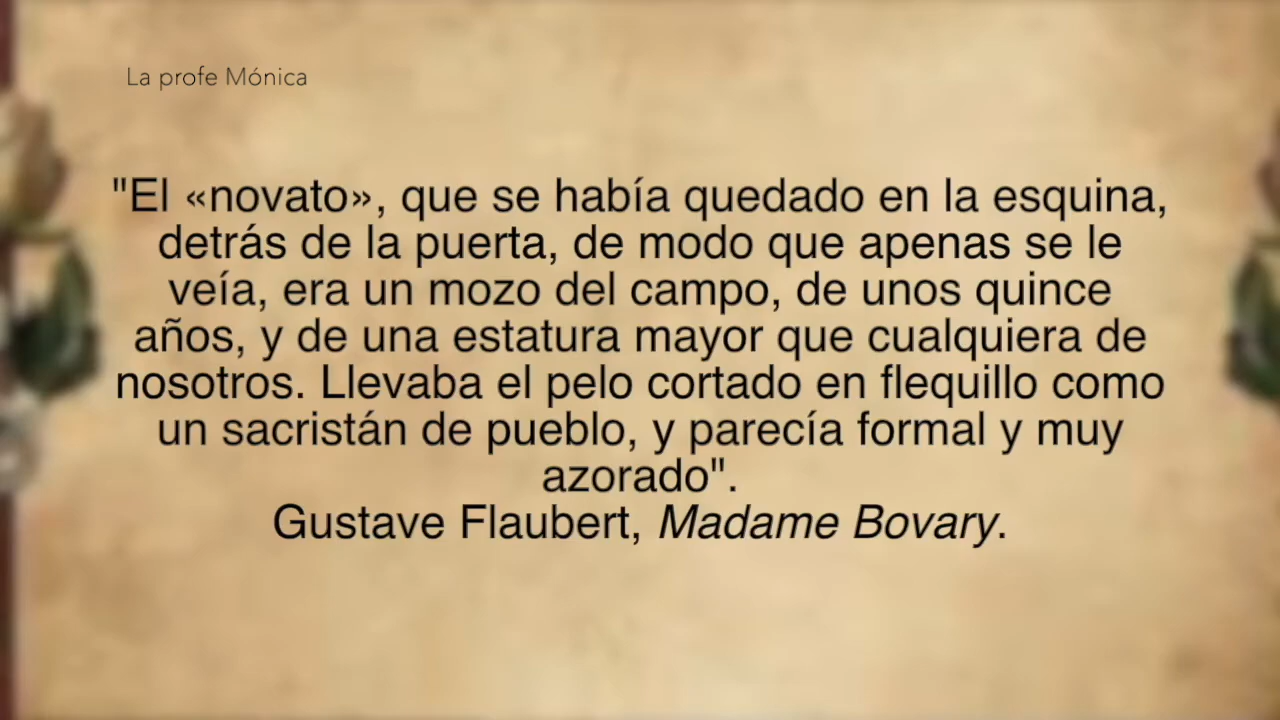 La profe Mónica
"El «novato», que se había quedado en la esquina,
detrás de la puerta, de modo que apenas se le
veía, era un mozo del campo, de unos quince
años, y de una estatura mayor que cualquiera de
nosotros. Llevaba el pelo cortado en flequillo como
un sacristán de pueblo, y parecía formal y muy
azorado".
Gustave Flaubert, Madame Bovary.